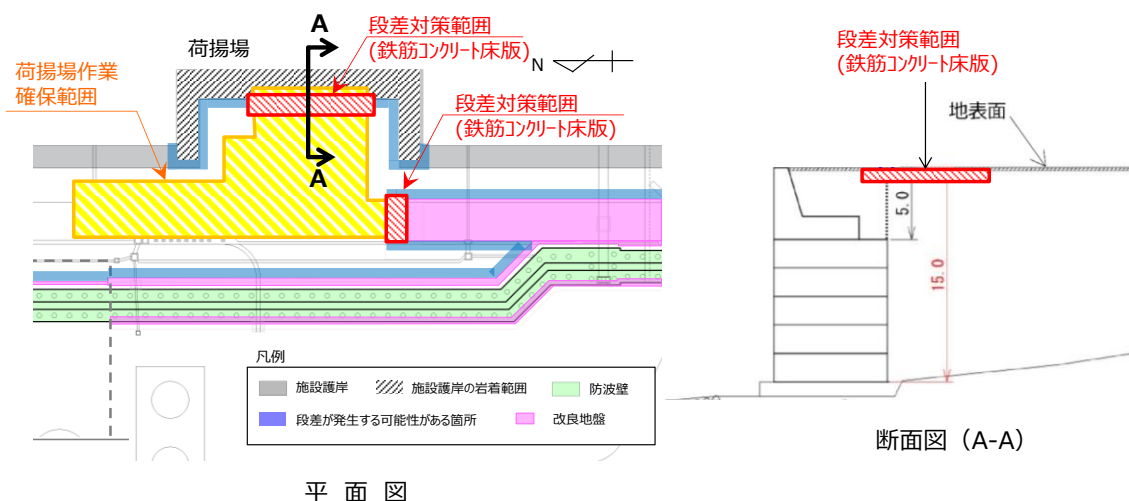 荷揚場
A
段差対策範囲
(鉄筋コンクリート床版)
N
荷揚場作業
確保範囲
段差対策範囲
(鉄筋コンクリート床版)
A
凡例
施設護岸
施設護岸の岩着範囲
防波壁
段差が発生する可能性がある箇所
改良地盤
平 面 図
段差対策範囲
(鉄筋コンクリート床版)
地表面
5.0
15.0
断面図（A-A）